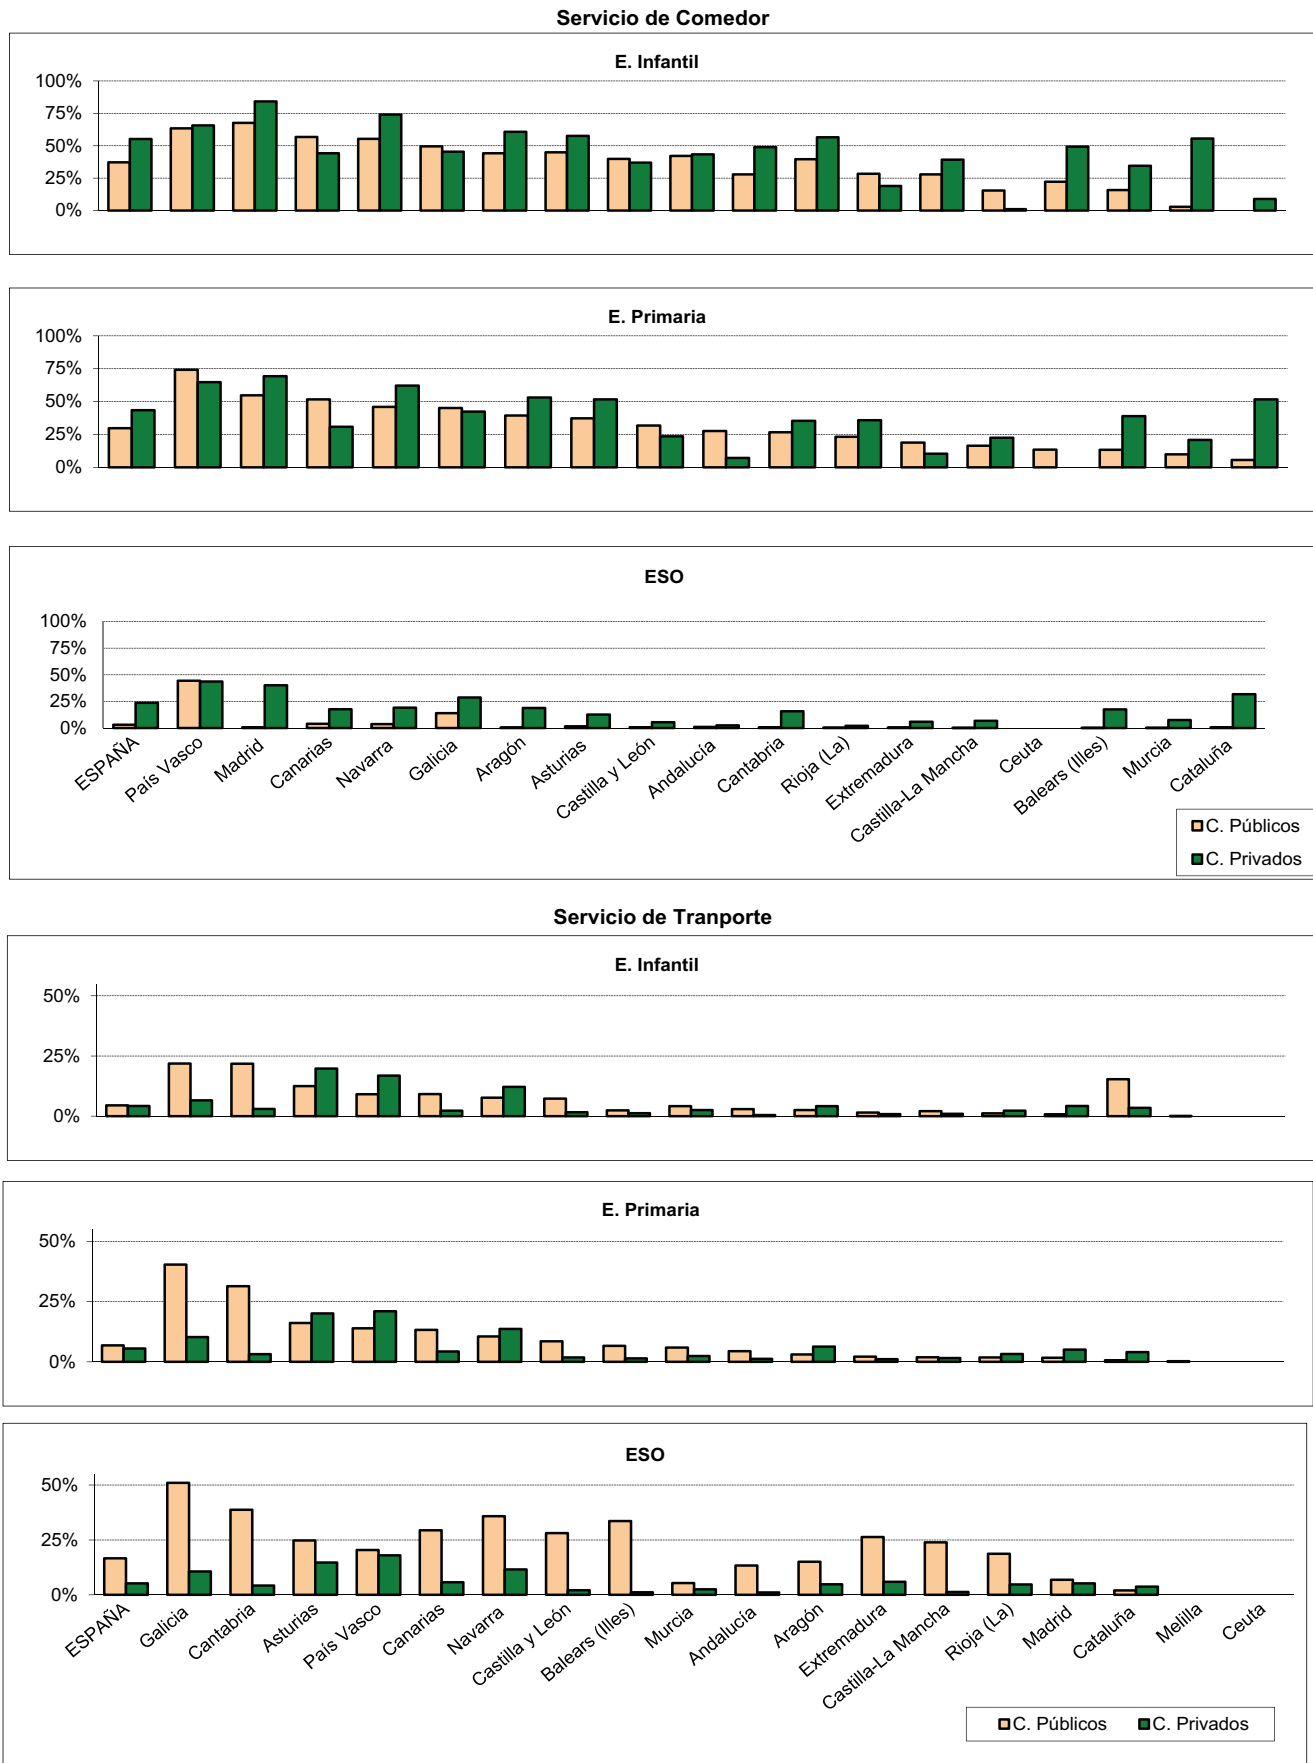 Servicio de Comedor
E. Infantil
100%
75%
50%
25%
0%
E. Primaria
100%
75%
50%
25%
0%
ESO
100%
75%
50%
25%
0%
ESPAÑA
País Vasco
Madrid
Canarias
Navarra
Galicia
Aragón
Asturias
Castilla y León
Andalucía
Cantabria
Rioja (La)
Extremadura
Castilla-La Mancha
Ceuta
Balears (Illes)
Murcia
Cataluña
C. Públicos
C. Privados
Servicio de Tranporte
E. Infantil
50%
25%
0%
E. Primaria
50%
25%
0%
ESO
50%
25%
0%
ESPAÑA
Galicia
Cantabria
Asturias
País Vasco
Canarias
Navarra
Castilla y León
Balears (Illes)
Murcia
Andalucía
Aragón
Extremadura
Castilla-La Mancha
Rioja (La)
Madrid
Cataluña
Melilla
Ceuta
C. Públicos C. Privados